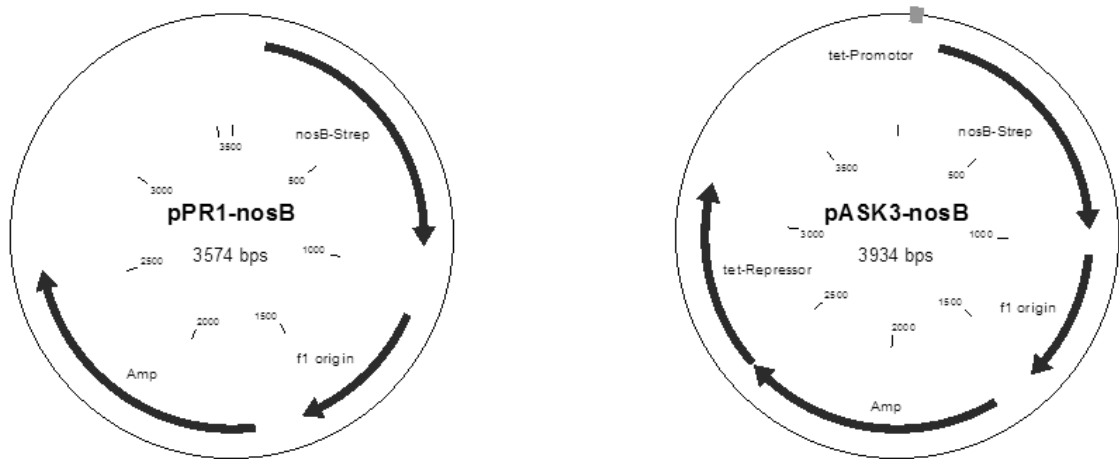 nosB-Strep
3500
500
3000
pPR1-nosB
3574 bps
1000
2500
1500
2000
f1 origin
Amp
tet-Promotor
nosB-Strep
3500
500
pASK3-nosB
3934 bps
3000
1000
tet-Repressor
2500
1500
f1 origin
2000
Amp